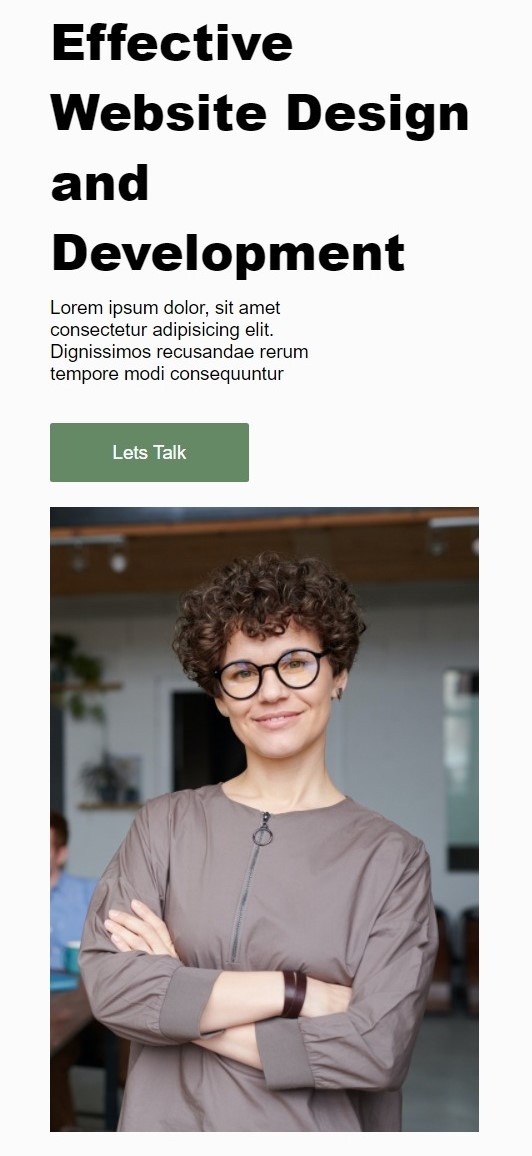 Effective
Website Design
and
Development
Lorem ipsum dolor, sit amet
consectetur adipisicing elit.
Dignissimos recusandae rerum
tempore modi consequuntur
Lets Talk